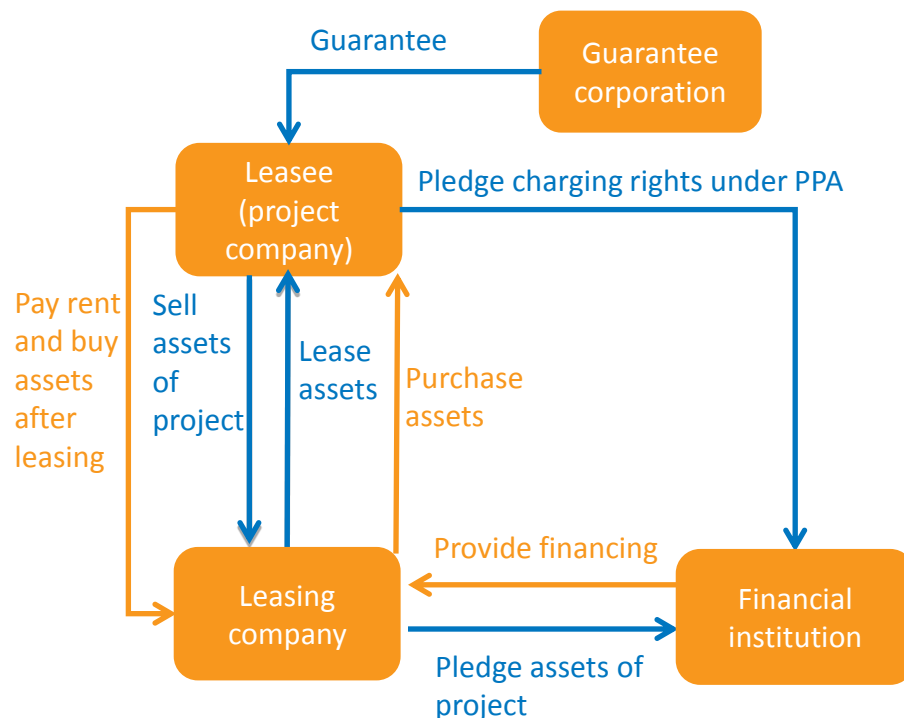 Guarantee
Guarantee
corporation
Leasee
(project
company)
Pledge charging rights under PPA
Pay rent
and buy
assets
after
leasing
Sell
assets
of
project
Lease
assets
Purchase
assets
Provide financing
Leasing
company
Financial
institution
Pledge assets of
project